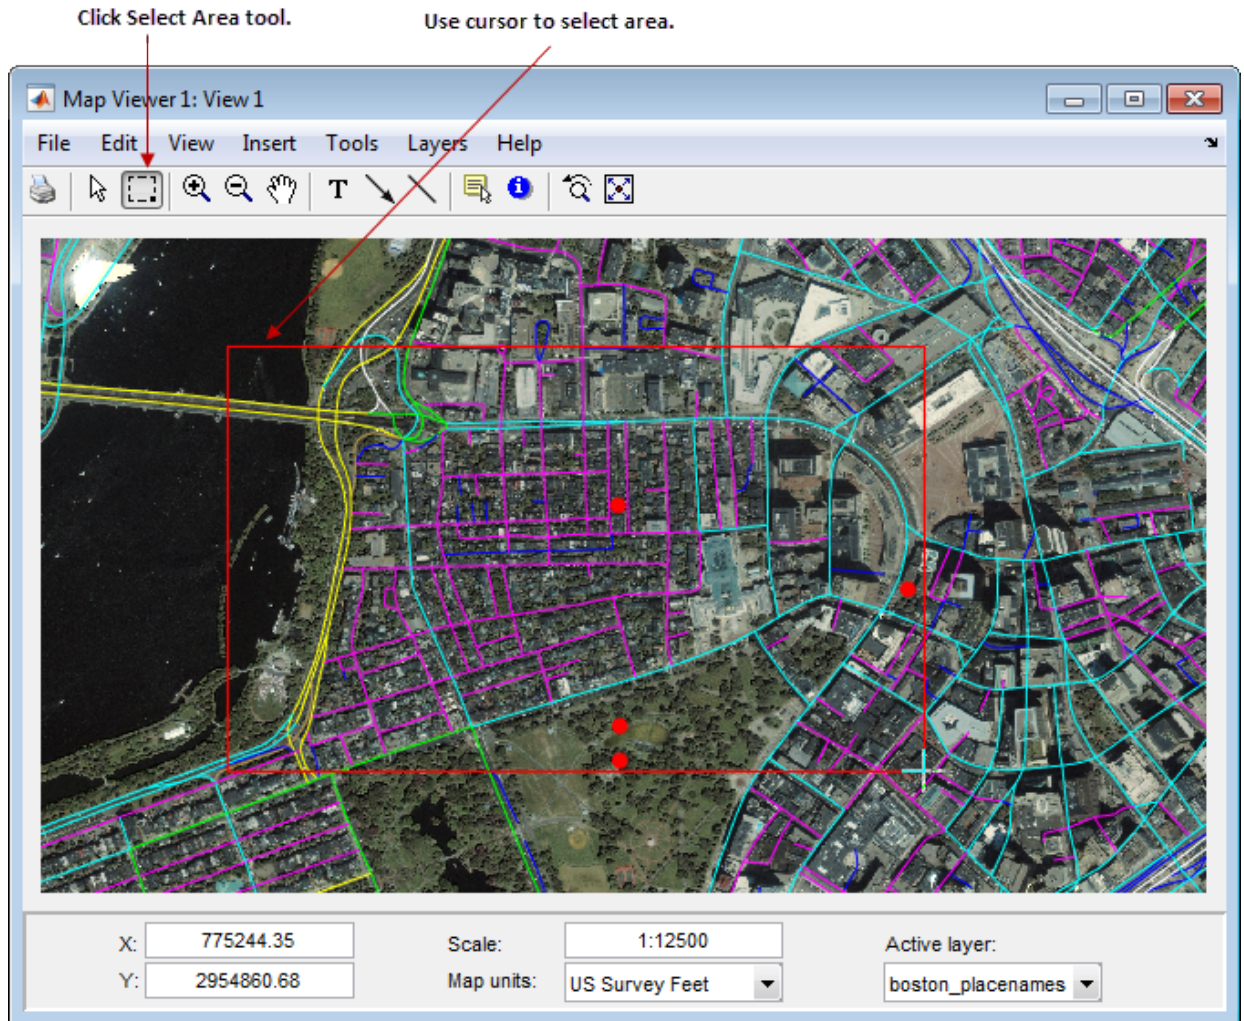 Click Select Area tool.
Use cursor to select area.
Map Viewer 1: View 1
File Edit View Insert Tools Layers Help
T
X: 775244.35 Scale: 1:12500 Active layer:
Y: 2954860.68 Map units: US Survey Feet boston_placenames